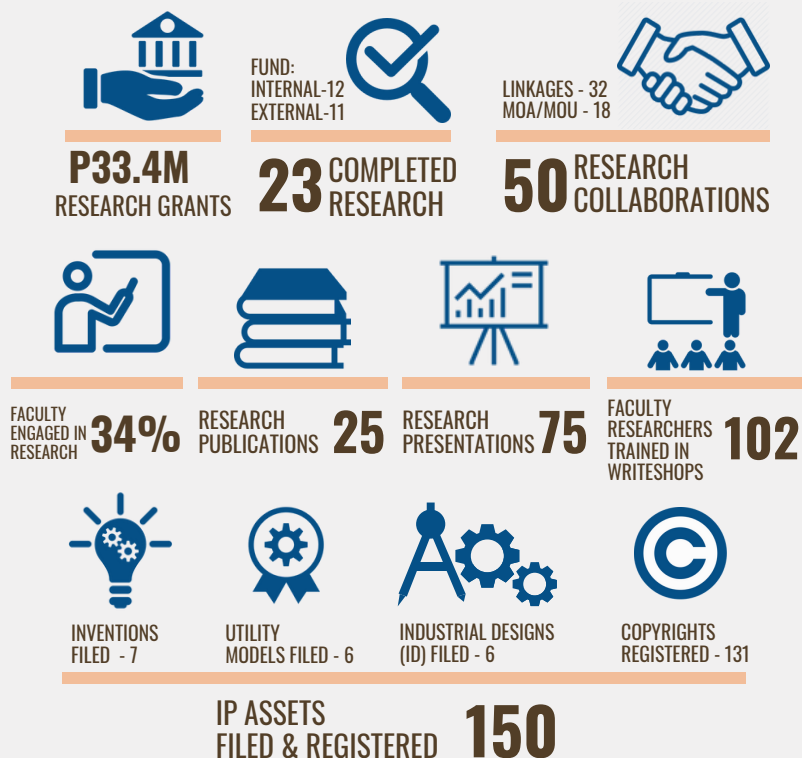 P33.4M
RESEARCH GRANTS
FUND:
INTERNAL-12
EXTERNAL-11
23 COMPLETED
RESEARCH
LINKAGES - 32
MOA/MOU - 18
50 RESEARCH
COLLABORATIONS
FACULTY
ENGAGED IN
RESEARCH
34%
RESEARCH
PUBLICATIONS
25
RESEARCH
PRESENTATIONS
75
FACULTY
RESEARCHERS
TRAINED IN
WRITESHOPS
102
INVENTIONS
FILED - 7
UTILITY
MODELS FILED - 6
INDUSTRIAL DESIGNS
(ID) FILED - 6
C
COPYRIGHTS
REGISTERED - 131
IP ASSETS
FILED & REGISTERED
150